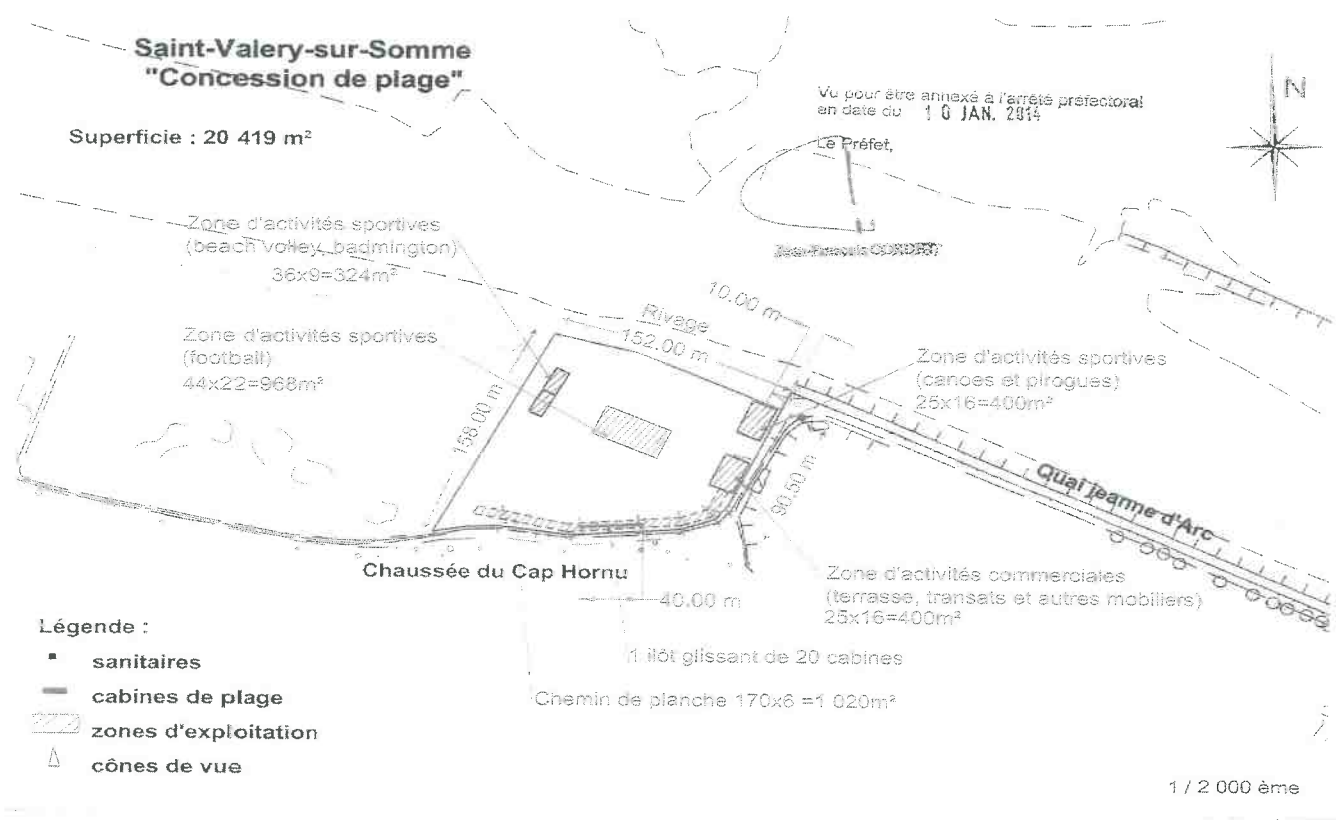 Saint-Valery-sur-Somme
"Concession de plage"
Superficie : 20 419 m²
Vu pour être annexé à l'arrêté préfectoral
en date du 10 JAN. 2014
Le Préfet,
Jean-François CORDET
N
Zone d'activités sportives
(beach volley, badmington)
36x9=324m²
Zone d'activités sportives
(football)
44x22=968m²
10.00 m
Rivage
152.00 m
158.00 m
Zone d'activités sportives
(canoes et pirogues)
25x16=400m²
90.50 m
Quai jeanne d'Arc
Chaussée du Cap Hornu
40.00 m
Zone d'activités commerciales
(terrasse, transats et autres mobiliers)
25x16=400m²
1 ilôt glissant de 20 cabines
Chemin de planche 170x6 =1 020m²
Légende :
sanitaires
cabines de plage
zones d'exploitation
cônes de vue
1 / 2 000 ème